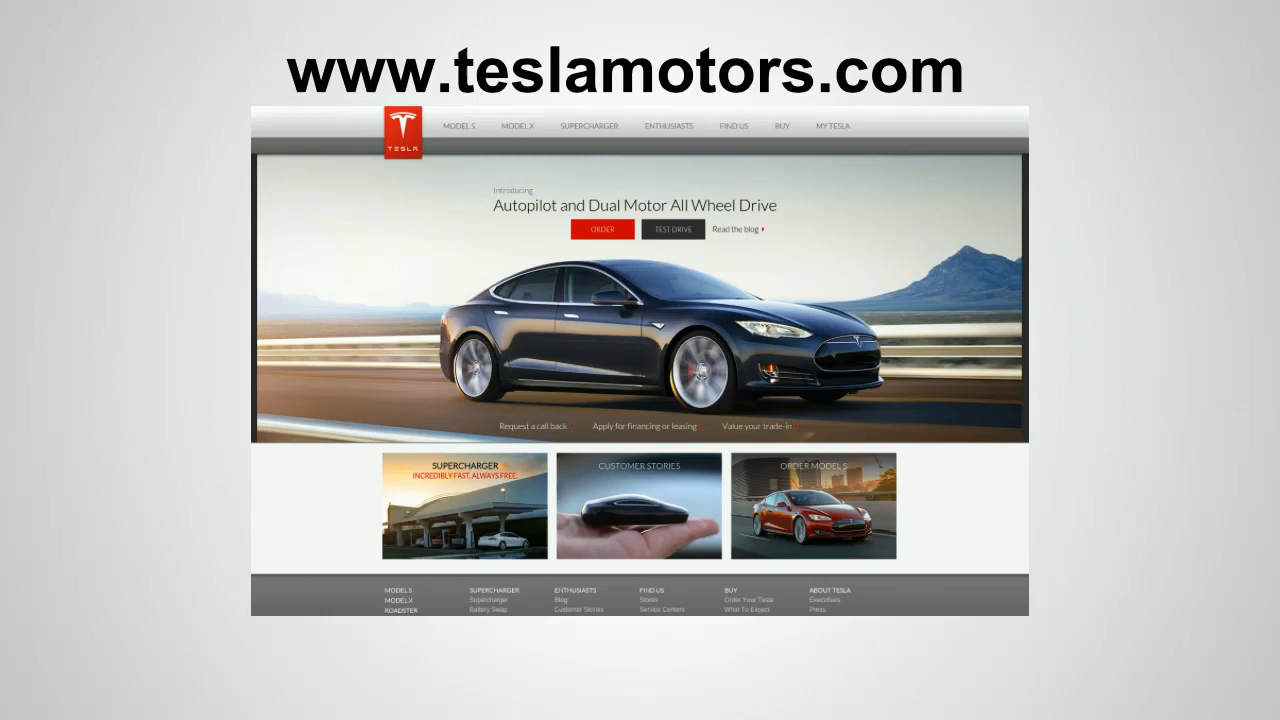 www.teslamotors.com
TESLA
MODEL S MODEL X SUPERCHARGER ENTHUSIASTS FIND US BUY MY TESLA
Introducing
Autopilot and Dual Motor All Wheel Drive
ORDER TEST DRIVE Read the blog
Request a call back Apply for financing or leasing Value your trade-in
SUPERCHARGER CUSTOMER STORIES ORDER MODEL S
INCREDIBLY FAST, ALWAYS FREE.
MODEL S SUPERCHARGER ENTHUSIASTS FIND US BUY ABOUT TESLA
MODEL X Supercharger Blog Stores Order Your Tesla Executives
ROADSTER Battery Swap Customer Stories Service Centers What To Expect Press